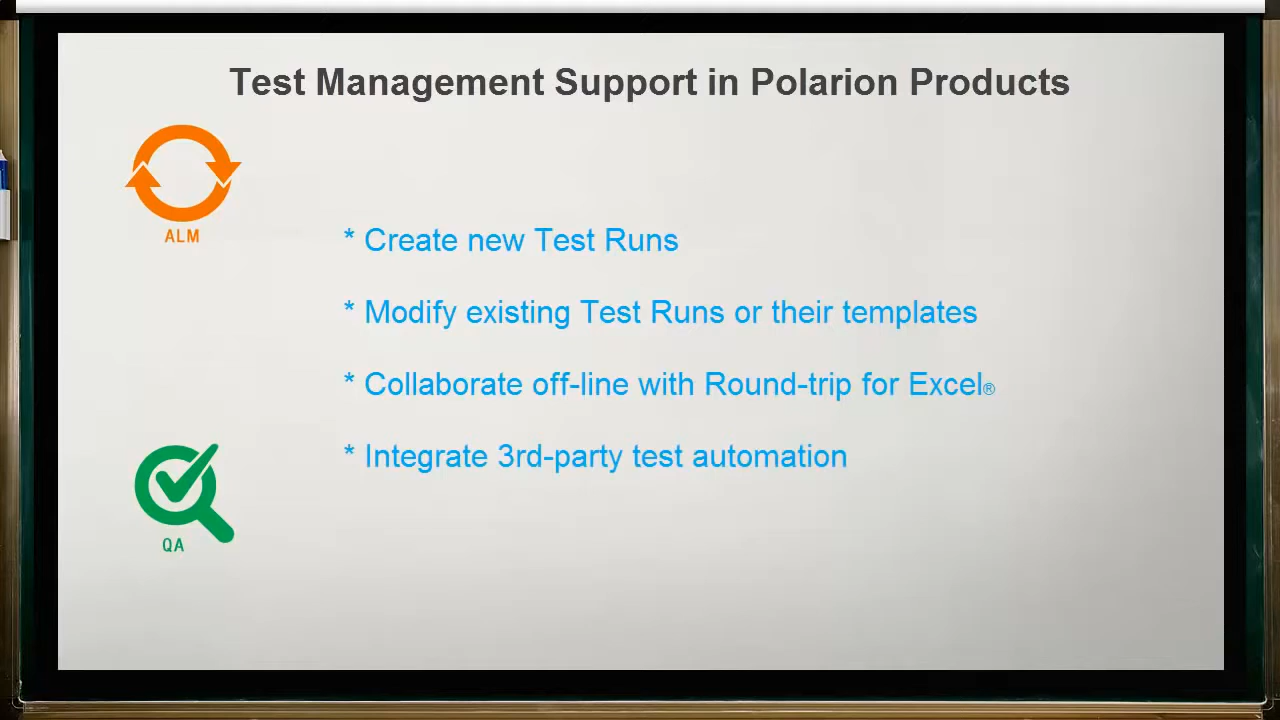 Test Management Support in Polarion Products
ALM
* Create new Test Runs
* Modify existing Test Runs or their templates
* Collaborate off-line with Round-trip for Excel®
* Integrate 3rd-party test automation
QA